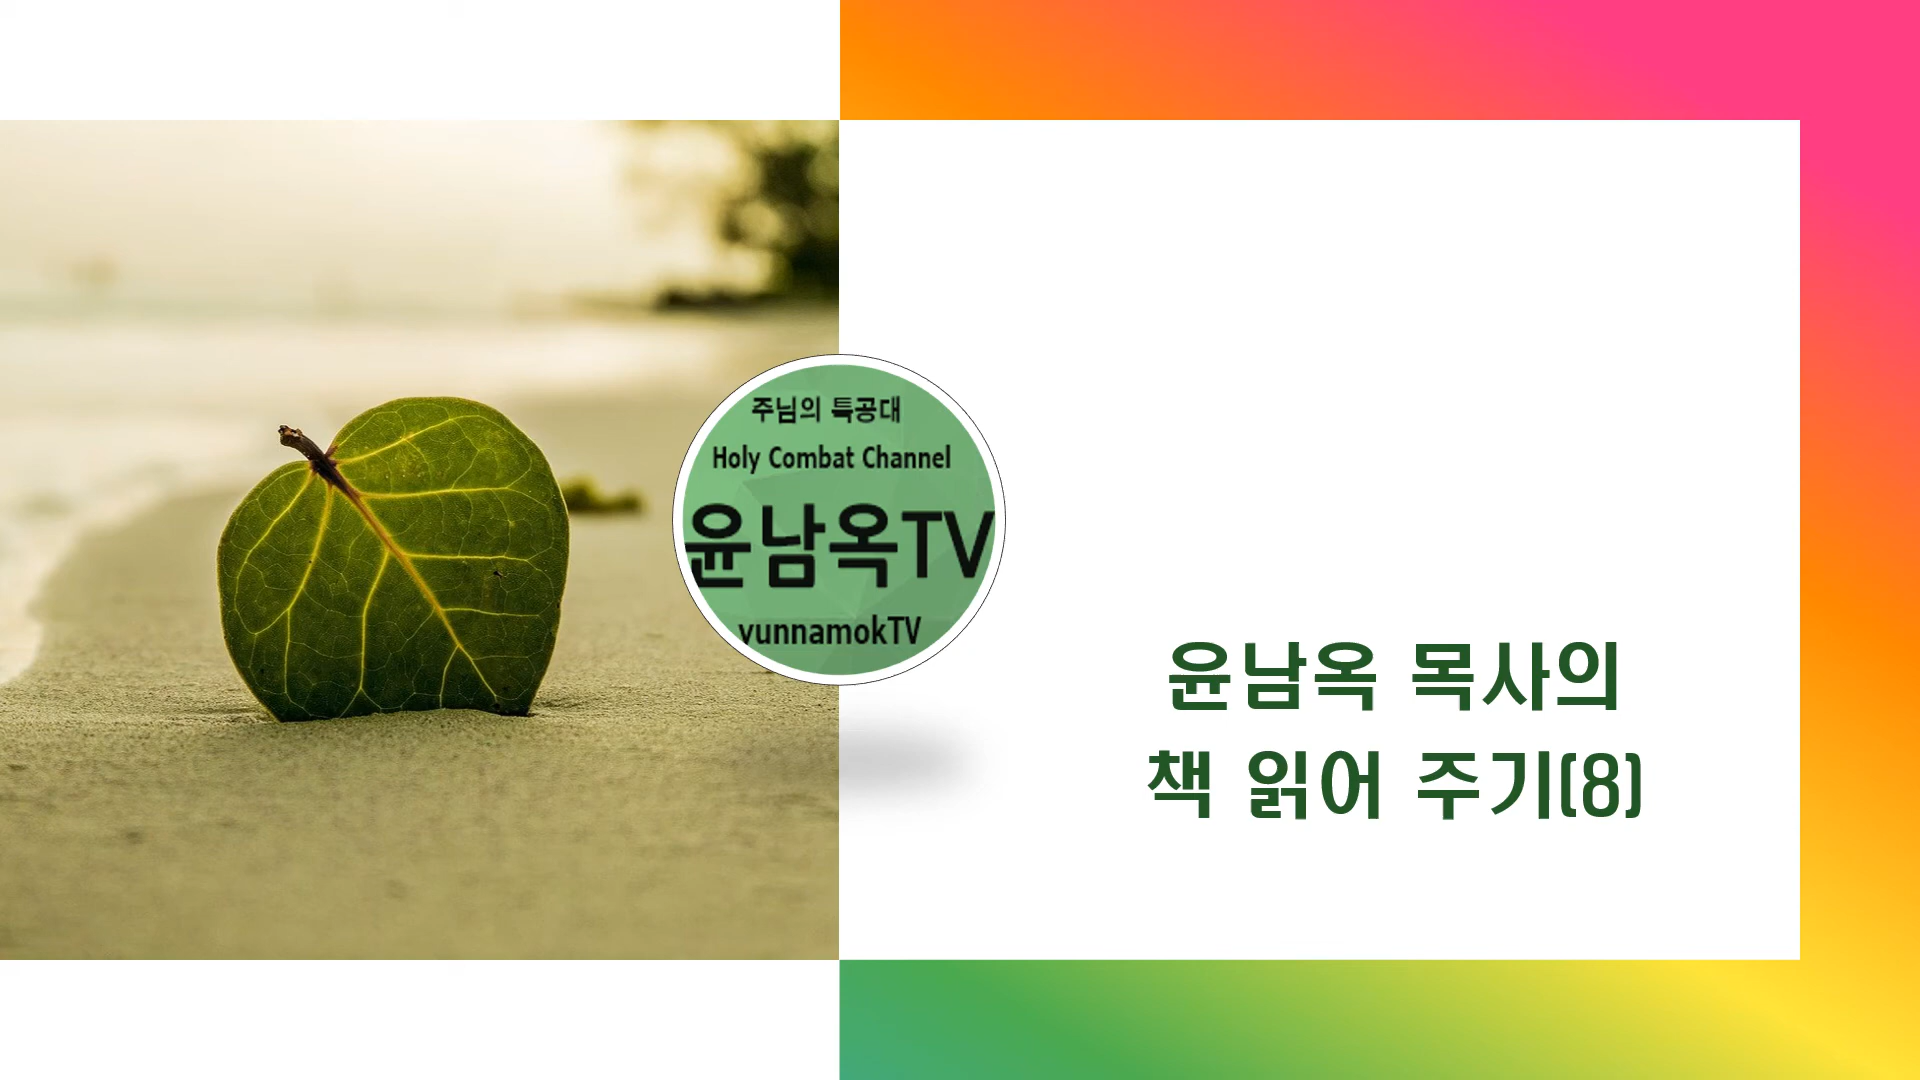 주님의 특공대
Holy Combat Channel
윤남옥TV
yunnamokTV
윤남옥 목사의
책 읽어 주기(8)